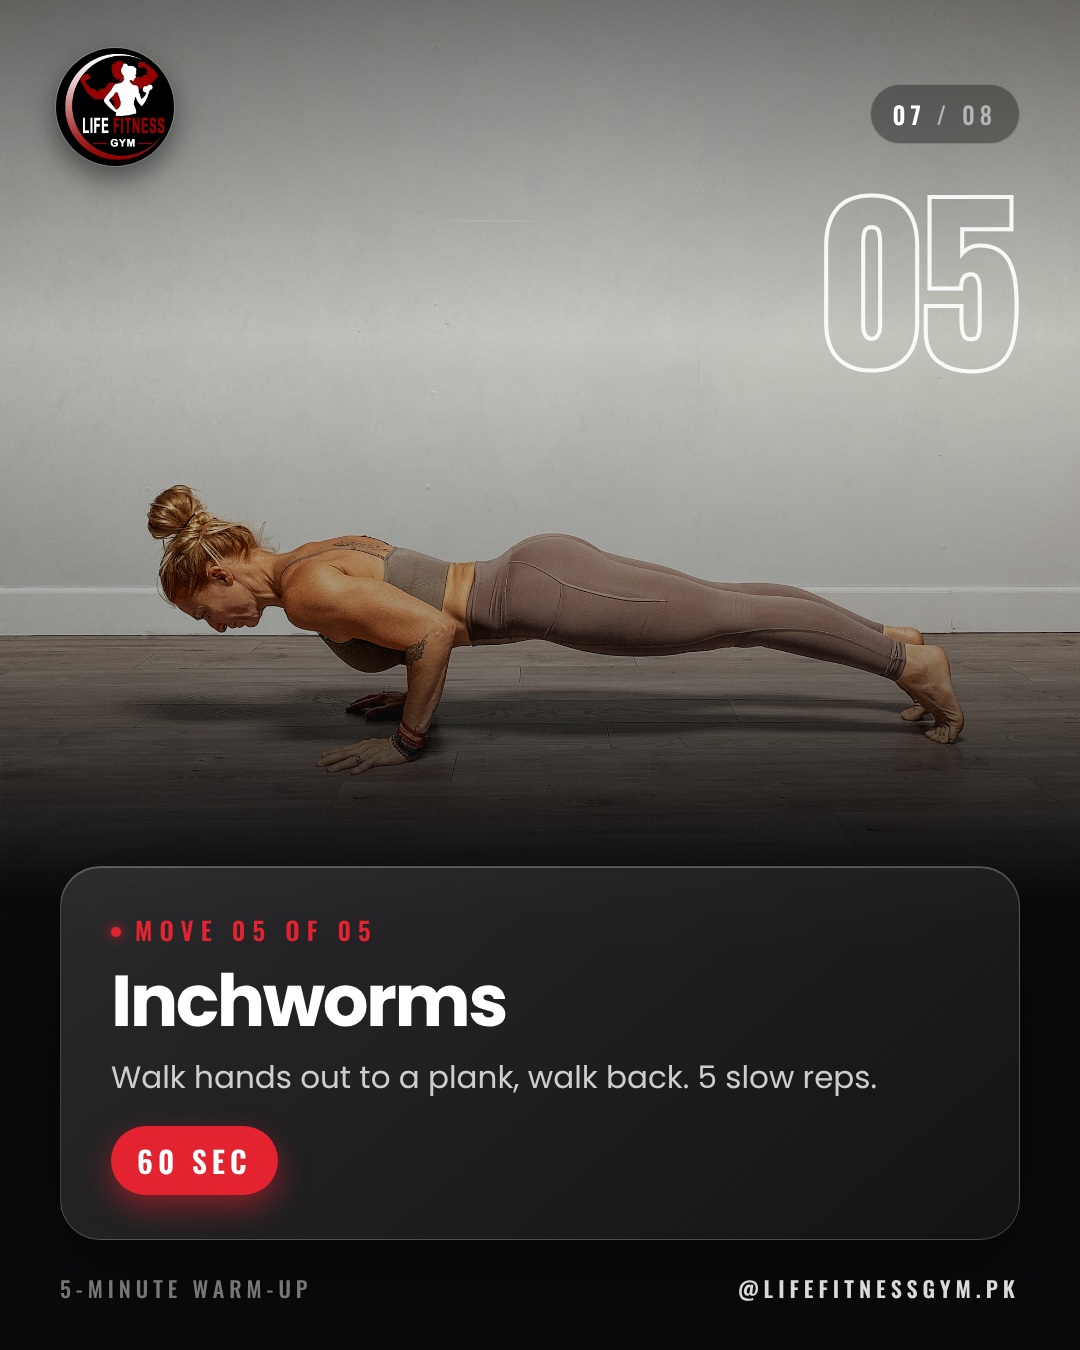 LIFE FITNESS
GYM
07 / 08
05
MOVE 05 OF 05
Inchworms
Walk hands out to a plank, walk back. 5 slow reps.
60 SEC
5-MINUTE WARM-UP
@LIFEFITNESSGYM.PK